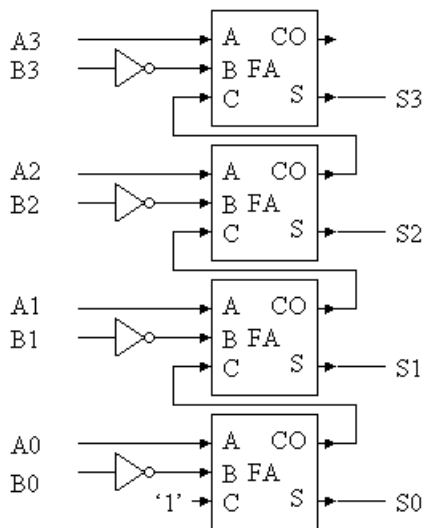 A3 A CO
B3 B FA
C S S3
A2 A CO
B2 B FA
C S S2
A1 A CO
B1 B FA
C S S1
A0 A CO
B0 B FA
'1' C S S0